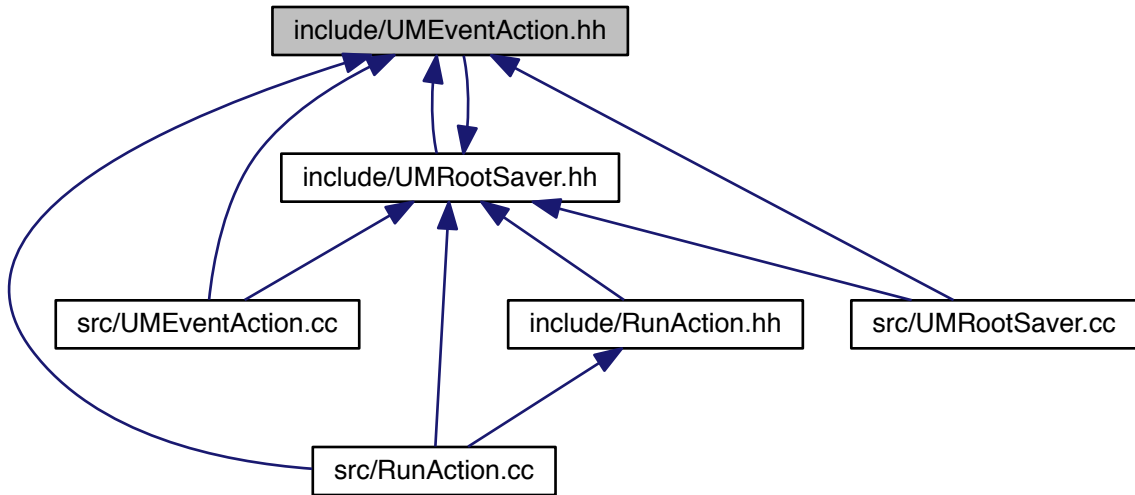 include/UMEventAction.hh
include/UMRootSaver.hh
src/UMEventAction.cc
include/RunAction.hh
src/UMRootSaver.cc
src/RunAction.cc